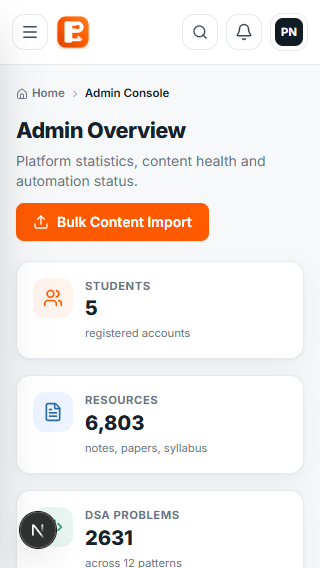 PN
Home > Admin Console
Admin Overview
Platform statistics, content health and
automation status.
Bulk Content Import
STUDENTS
5
registered accounts
RESOURCES
6,803
notes, papers, syllabus
DSA PROBLEMS
2631
across 12 patterns
N